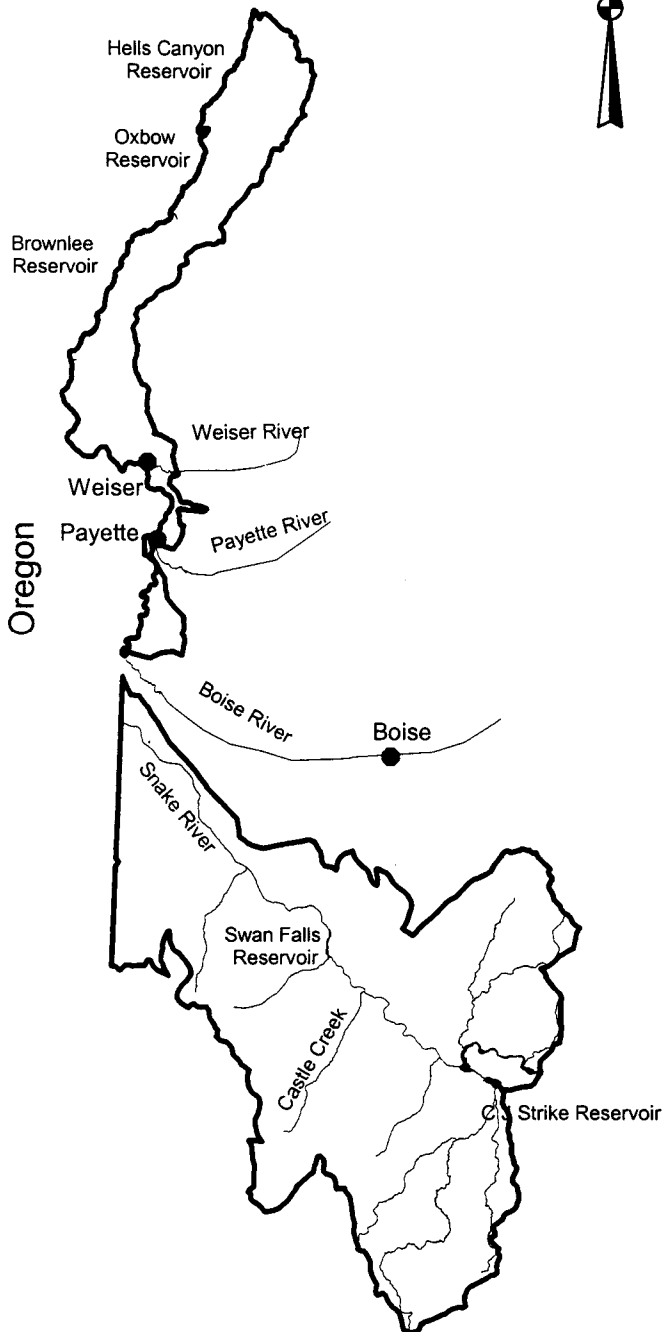 Hells Canyon
Reservoir
Oxbow
Reservoir
Brownlee
Reservoir
Weiser River
Weiser
Payette
Payette River
Oregon
Boise River
Boise
Snake River
Swan Falls
Reservoir
Castle Creek
C J Strike Reservoir